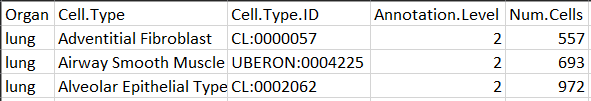 Organ Cell.Type Cell.Type.ID Annotation.Level Num.Cells
lung Adventitial Fibroblast CL:0000057 2 557
lung Airway Smooth Muscle UBERON:0004225 2 693
lung Alveolar Epithelial Type CL:0002062 2 972